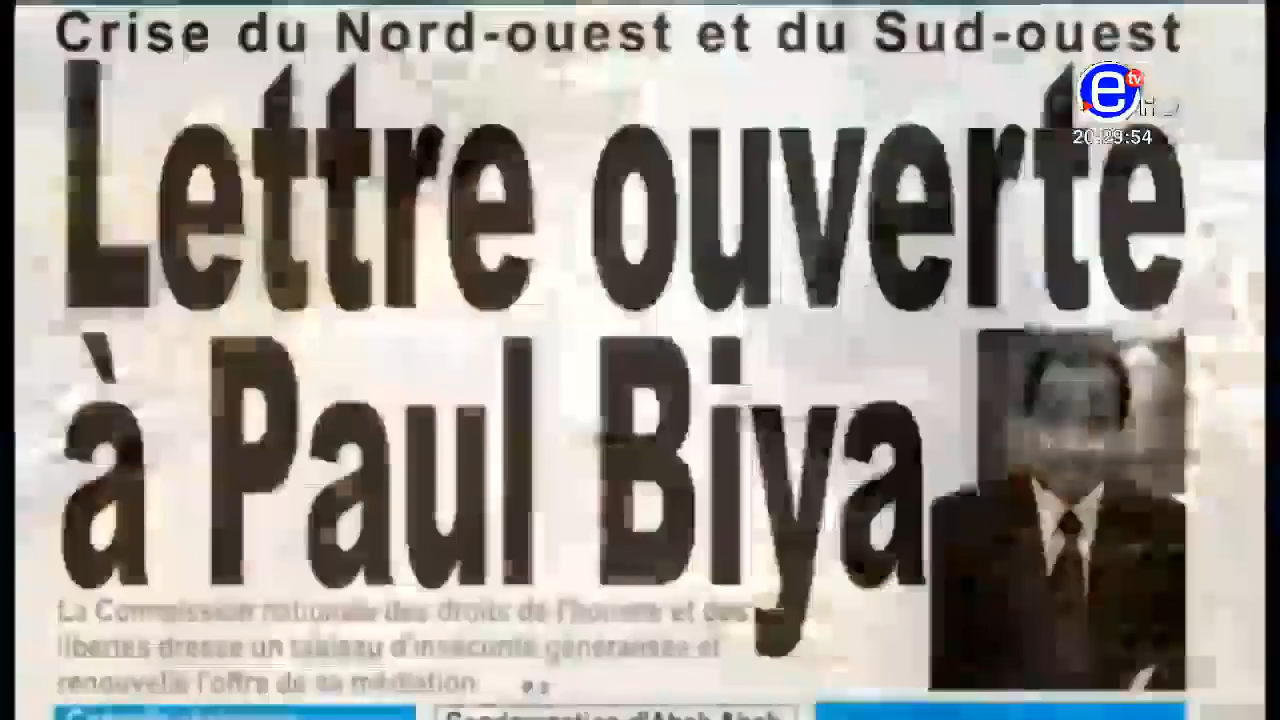 Crise du Nord-ouest et du Sud-ouest
Lettre ouverte
e tv
20:29:54
à Paul Biya
La Commission nationale des droits de l'homme et des
libertés dresse un tableau d'insécurité généralisée et
renouvelle l'offre de sa médiation